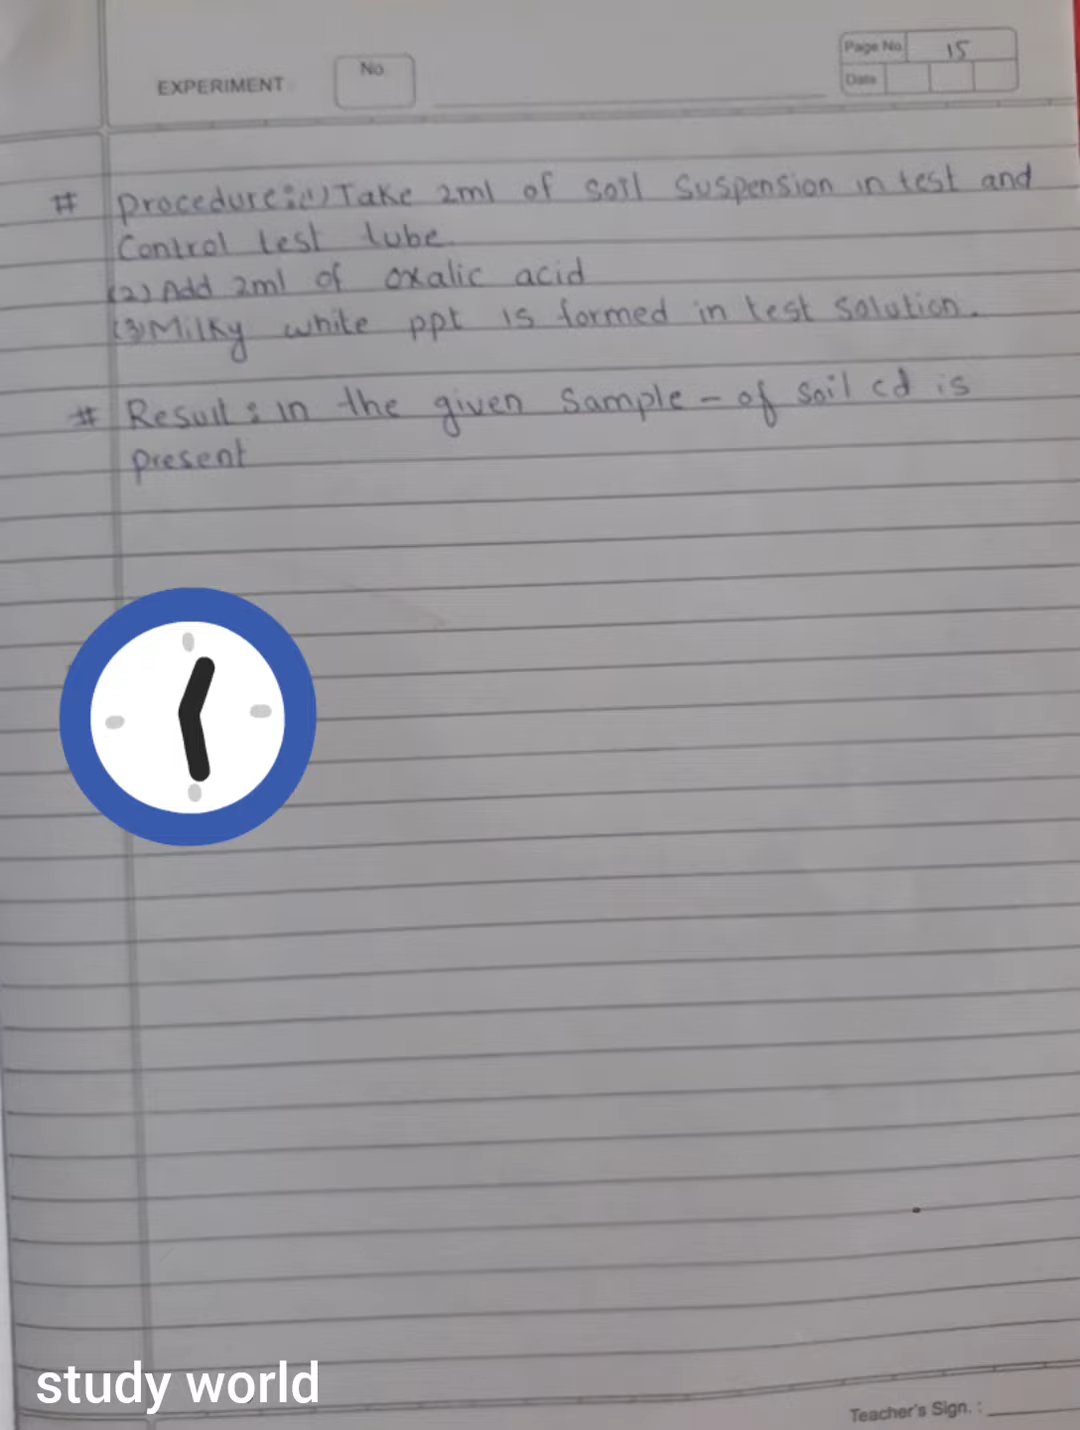 EXPERIMENT No.
Page No. 15
Date
# procedure:(1) Take 2ml of soil suspension in test and
Control test tube.
(2) Add 2ml of oxalic acid
(3) Milky white ppt is formed in test solution.
# Result : in the given Sample - of soil cd is
present
study world
Teacher's Sign. :